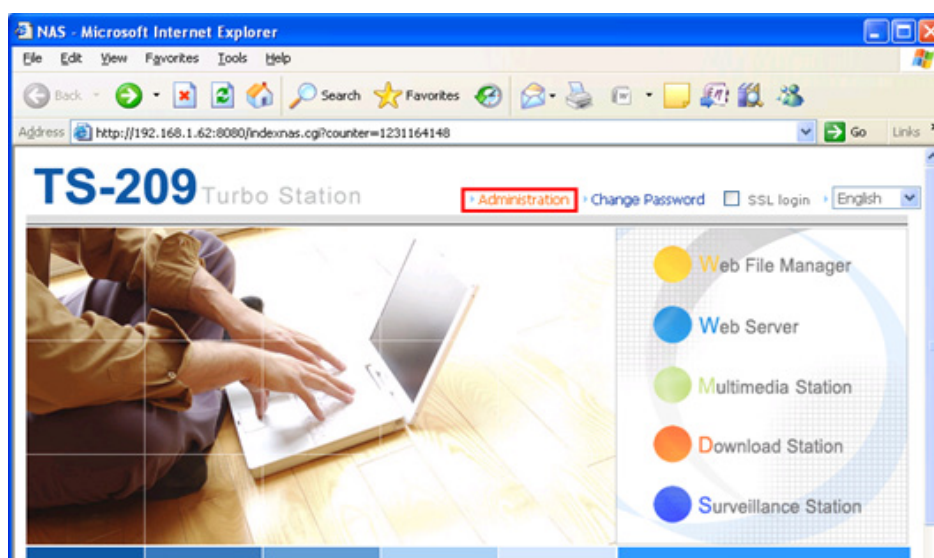 NAS - Microsoft Internet Explorer
File Edit View Favorites Tools Help
Back Search Favorites
Address http://192.168.1.62:8080/indexnas.cgi?counter=1231164148 Go Links
TS-209 Turbo Station
Administration Change Password SSL login English
Web File Manager
Web Server
Multimedia Station
Download Station
Surveillance Station